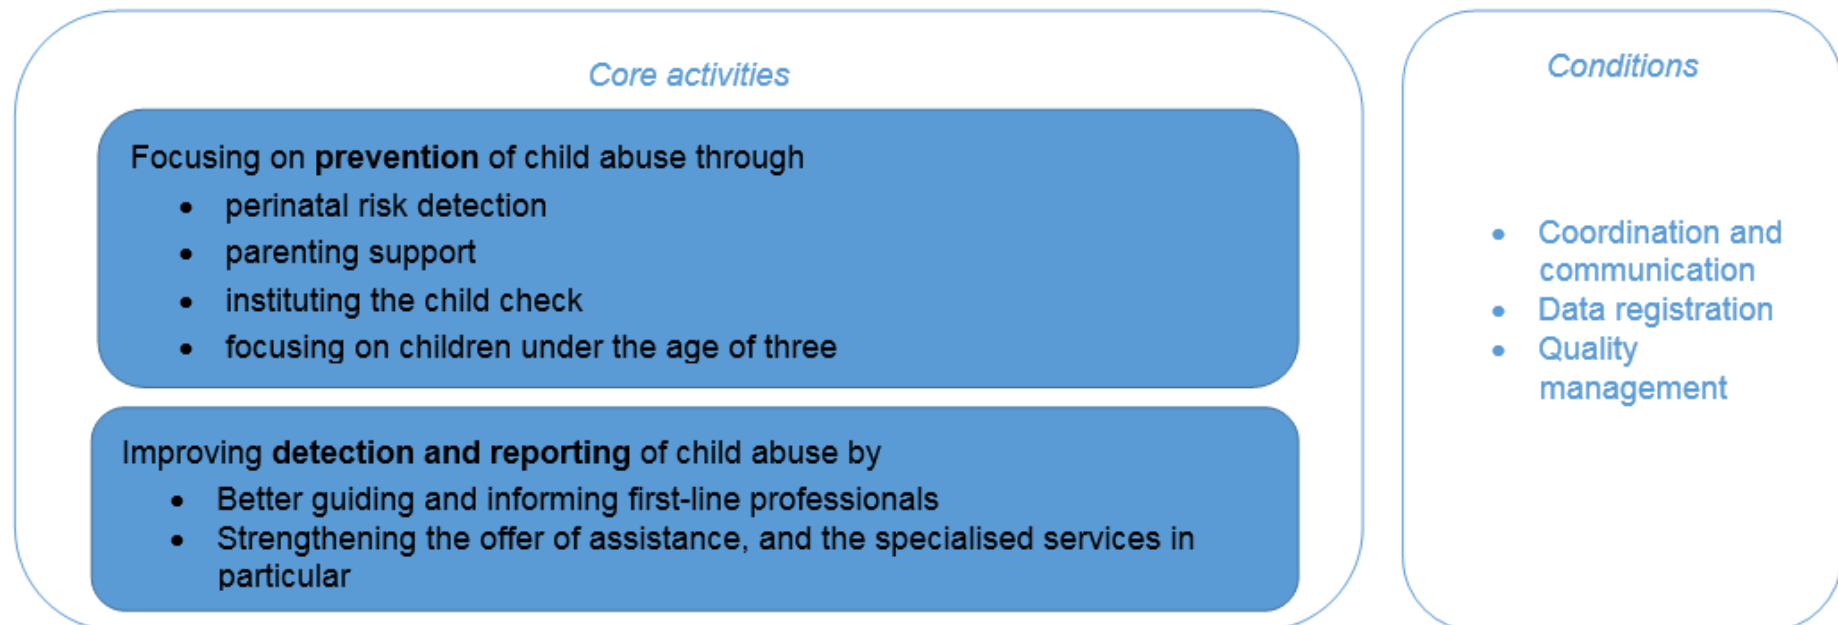 Core activities
Focusing on prevention of child abuse through
• perinatal risk detection
• parenting support
• instituting the child check
• focusing on children under the age of three
Improving detection and reporting of child abuse by
• Better guiding and informing first-line professionals
• Strengthening the offer of assistance, and the specialised services in
particular
Conditions
• Coordination and
communication
• Data registration
• Quality
management